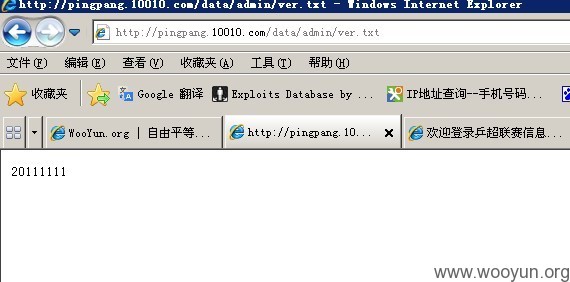 http://pingpang.10010.com/data/admin/ver.txt - Windows Internet Explorer
http://pingpang.10010.com/data/admin/ver.txt
文件(F) 编辑(E) 查看(V) 收藏夹(A) 工具(T) 帮助(H)
收藏夹 Google 翻译 Exploits Database by ... IP地址查询--手机号码...
WooYun.org | 自由平等... http://pingpang.10... 欢迎登录乒超联赛信息...
20111111
www.wooyun.org